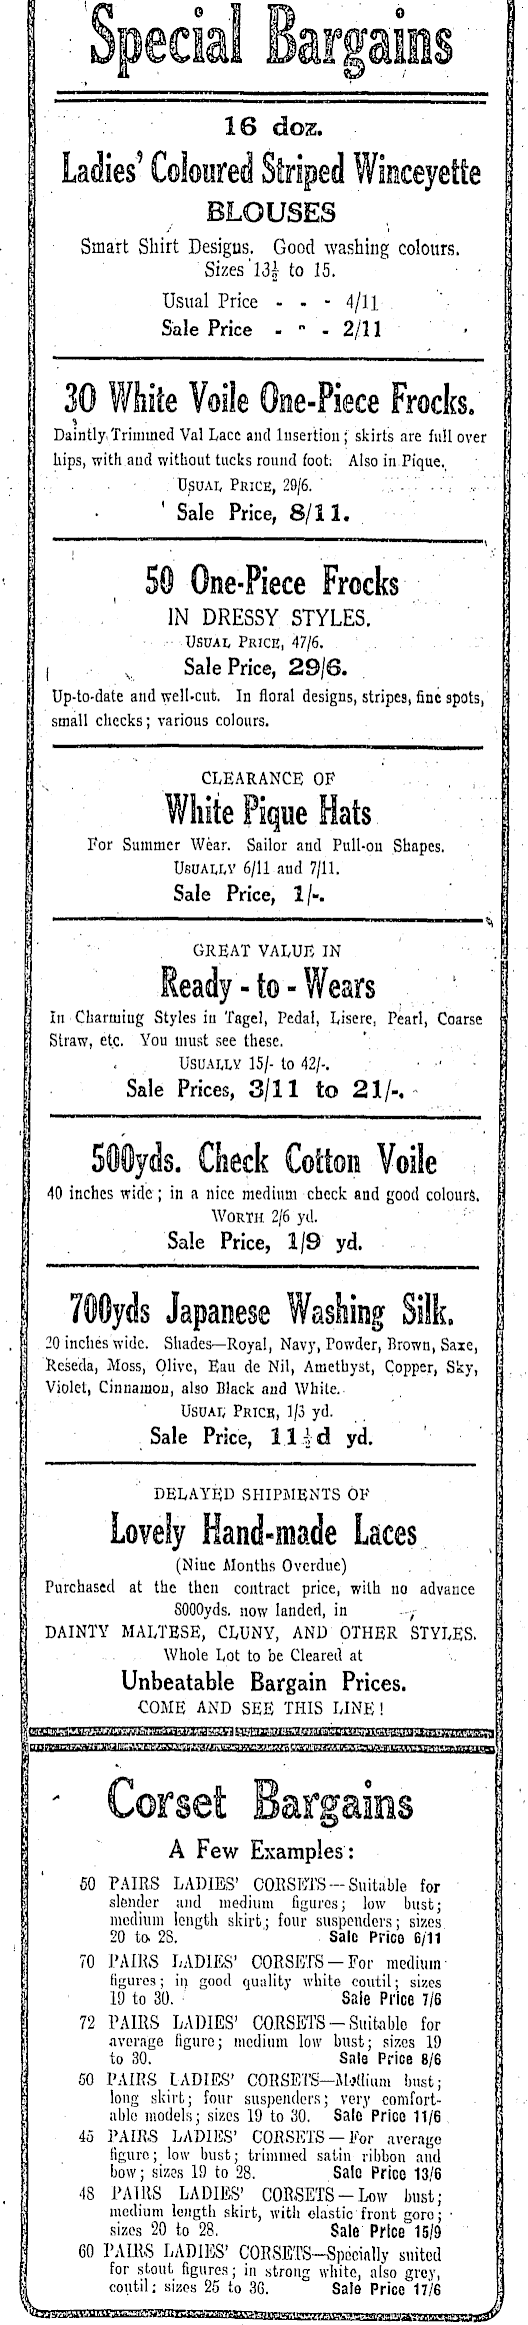 Special Bargains
16 doz.
Ladies' Coloured Striped Winceyette
BLOUSES
Smart Shirt Designs. Good washing colours.
Sizes 13½ to 15.
Usual Price - - - 4/11
Sale Price - " - 2/11
30 White Voile One-Piece Frocks.
Daintly Trimmed Val Lace and Insertion; skirts are full over
hips, with and without tucks round foot. Also in Pique.
USUAL PRICE, 29/6.
Sale Price, 8/11.
50 One-Piece Frocks
IN DRESSY STYLES.
USUAL PRICE, 47/6.
Sale Price, 29/6.
Up-to-date and well-cut. In floral designs, stripes, fine spots,
small checks; various colours.
CLEARANCE OF
White Pique Hats
For Summer Wear. Sailor and Pull-on Shapes.
USUALLY 6/11 and 7/11.
Sale Price, 1/-.
GREAT VALUE IN
Ready-to-Wears
In Charming Styles in Tagel, Pedal, Lisere, Pearl, Coarse
Straw, etc. You must see these.
USUALLY 15/- to 42/-.
Sale Prices, 3/11 to 21/-.
500yds. Check Cotton Voile
40 inches wide; in a nice medium check and good colours.
WORTH 2/6 yd.
Sale Price, 1/9 yd.
700yds Japanese Washing Silk.
20 inches wide. Shades—Royal, Navy, Powder, Brown, Saxe,
Reseda, Moss, Olive, Eau de Nil, Amethyst, Copper, Sky,
Violet, Cinnamon, also Black and White.
USUAL PRICE, 1/3 yd.
Sale Price, 11½d yd.
DELAYED SHIPMENTS OF
Lovely Hand-made Laces
(Nine Months Overdue)
Purchased at the then contract price, with no advance
8000yds. now landed, in
DAINTY MALTESE, CLUNY, AND OTHER STYLES.
Whole Lot to be Cleared at
Unbeatable Bargain Prices.
COME AND SEE THIS LINE!
Corset Bargains
A Few Examples:
50 PAIRS LADIES' CORSETS—Suitable for
slender and medium figures; low bust;
medium length skirt; four suspenders; sizes
20 to 28. Sale Price 6/11
70 PAIRS LADIES' CORSETS—For medium
figures; in good quality white coutil; sizes
19 to 30. Sale Price 7/6
72 PAIRS LADIES' CORSETS—Suitable for
average figure; medium low bust; sizes 19
to 30. Sale Price 8/6
50 PAIRS LADIES' CORSETS—Medium bust;
long skirt; four suspenders; very comfort-
able models; sizes 19 to 30. Sale Price 11/6
45 PAIRS LADIES' CORSETS—For average
figure; low bust; trimmed satin ribbon and
bow; sizes 19 to 28. Sale Price 13/6
48 PAIRS LADIES' CORSETS—Low bust;
medium length skirt, with elastic front gore;
sizes 20 to 28. Sale Price 15/9
60 PAIRS LADIES' CORSETS—Specially suited
for stout figures; in strong white, also grey,
coutil; sizes 25 to 36. Sale Price 17/6